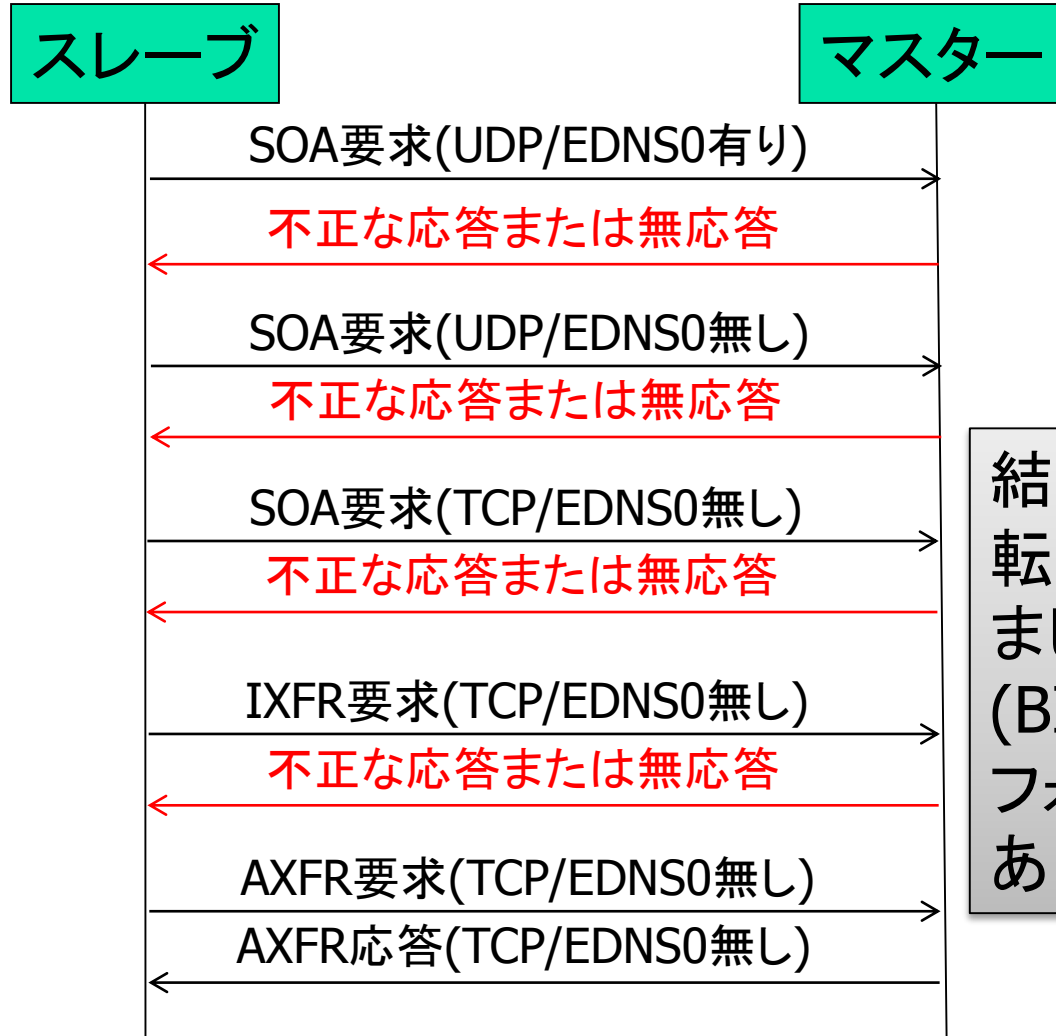 スレーブ
マスター
SOA要求(UDP/EDNS0有り)
不正な応答または無応答
SOA要求(UDP/EDNS0無し)
不正な応答または無応答
SOA要求(TCP/EDNS0無し)
不正な応答または無応答
IXFR要求(TCP/EDNS0無し)
不正な応答または無応答
AXFR要求(TCP/EDNS0無し)
AXFR応答(TCP/EDNS0無し)
結
転
ま
(B
フ
あ